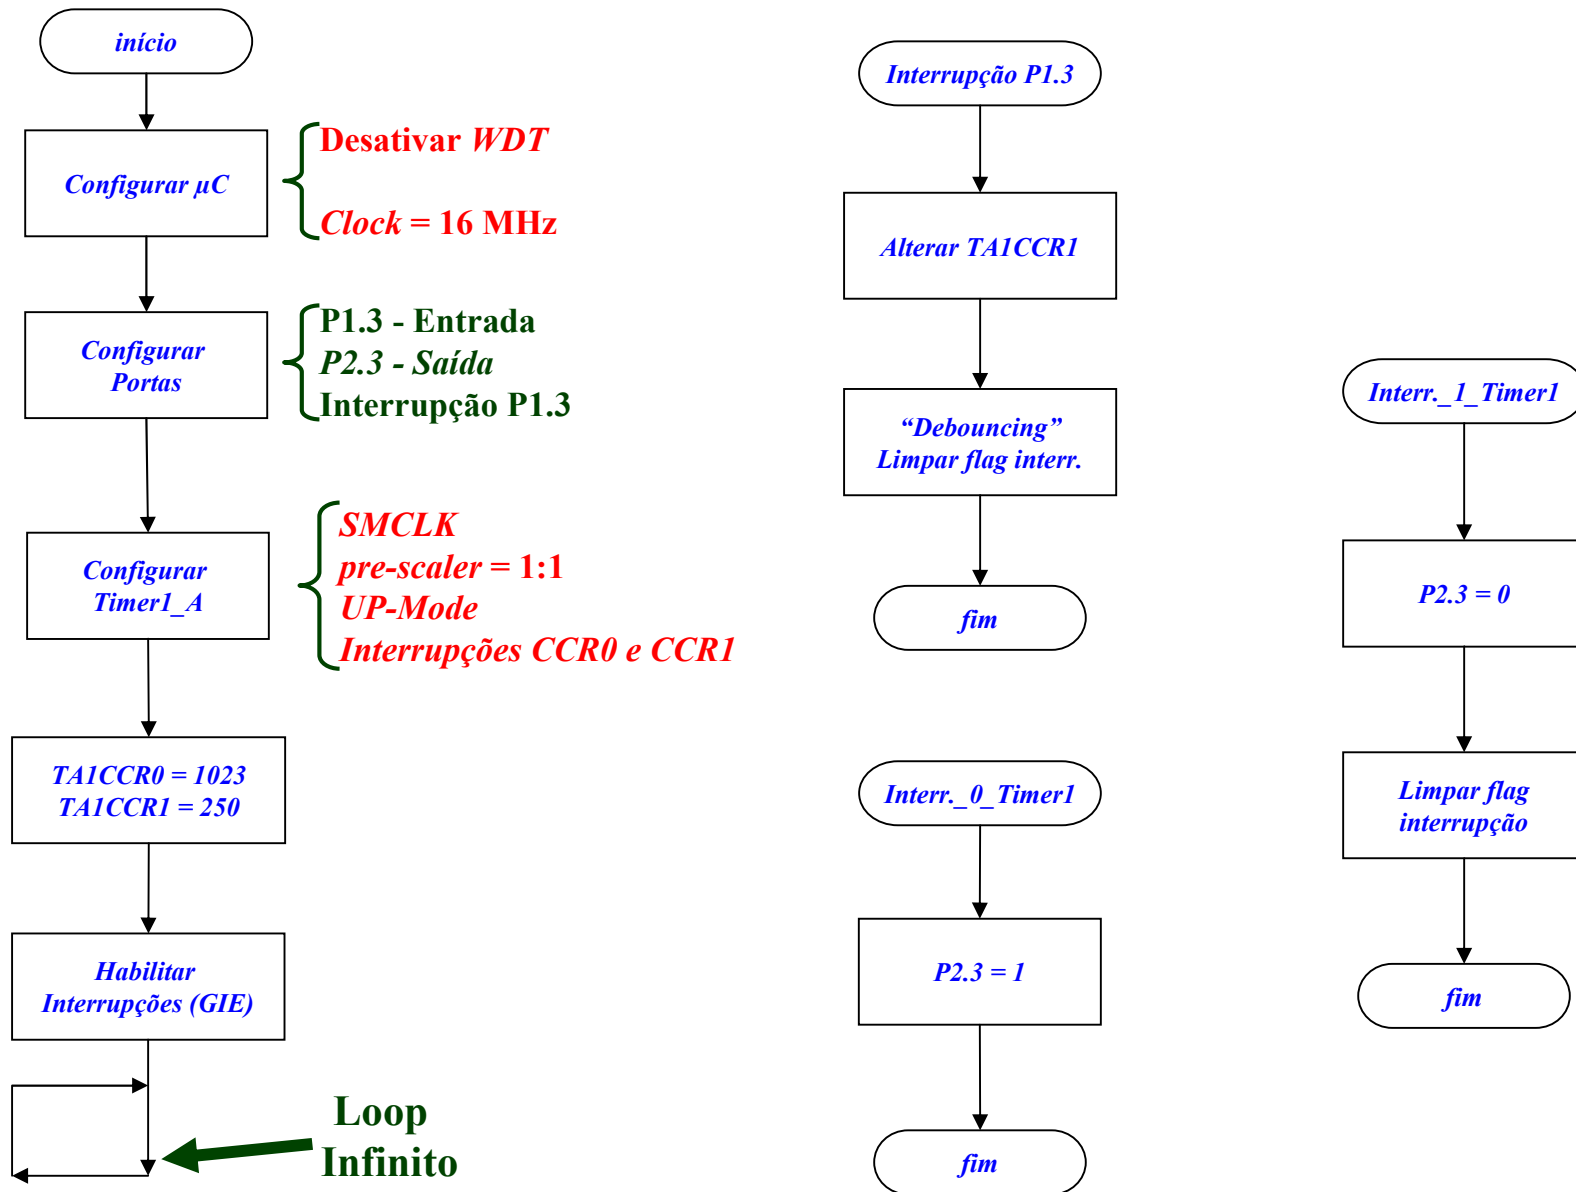 início
Configurar µC
Desativar WDT
Clock = 16 MHz
Configurar
Portas
P1.3 - Entrada
P2.3 - Saída
Interrupção P1.3
Configurar
Timer1_A
SMCLK
pre-scaler = 1:1
UP-Mode
Interrupções CCR0 e CCR1
TA1CCR0 = 1023
TA1CCR1 = 250
Habilitar
Interrupções (GIE)
Loop
Infinito
Interrupção P1.3
Alterar TA1CCR1
“Debouncing”
Limpar flag interr.
fim
Interr._0_Timer1
P2.3 = 1
fim
Interr._1_Timer1
P2.3 = 0
Limpar flag
interrupção
fim